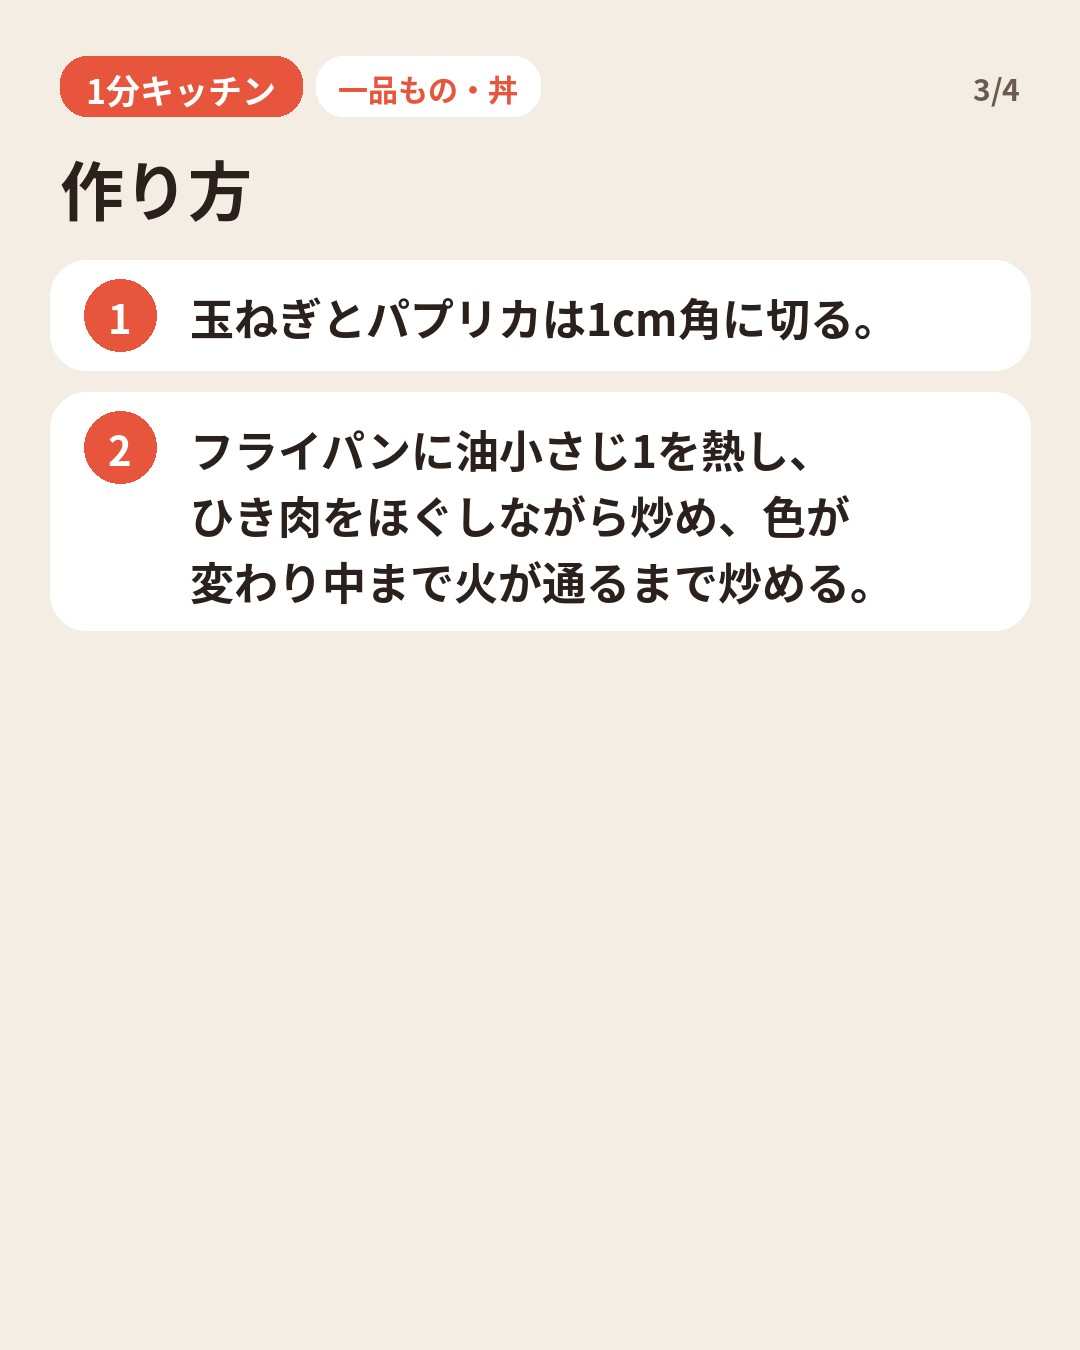 1分キッチン 一品もの・丼 3/4
作り方
1 玉ねぎとパプリカは1cm角に切る。
2 フライパンに油小さじ1を熱し、
ひき肉をほぐしながら炒め、色が
変わり中まで火が通るまで炒める。